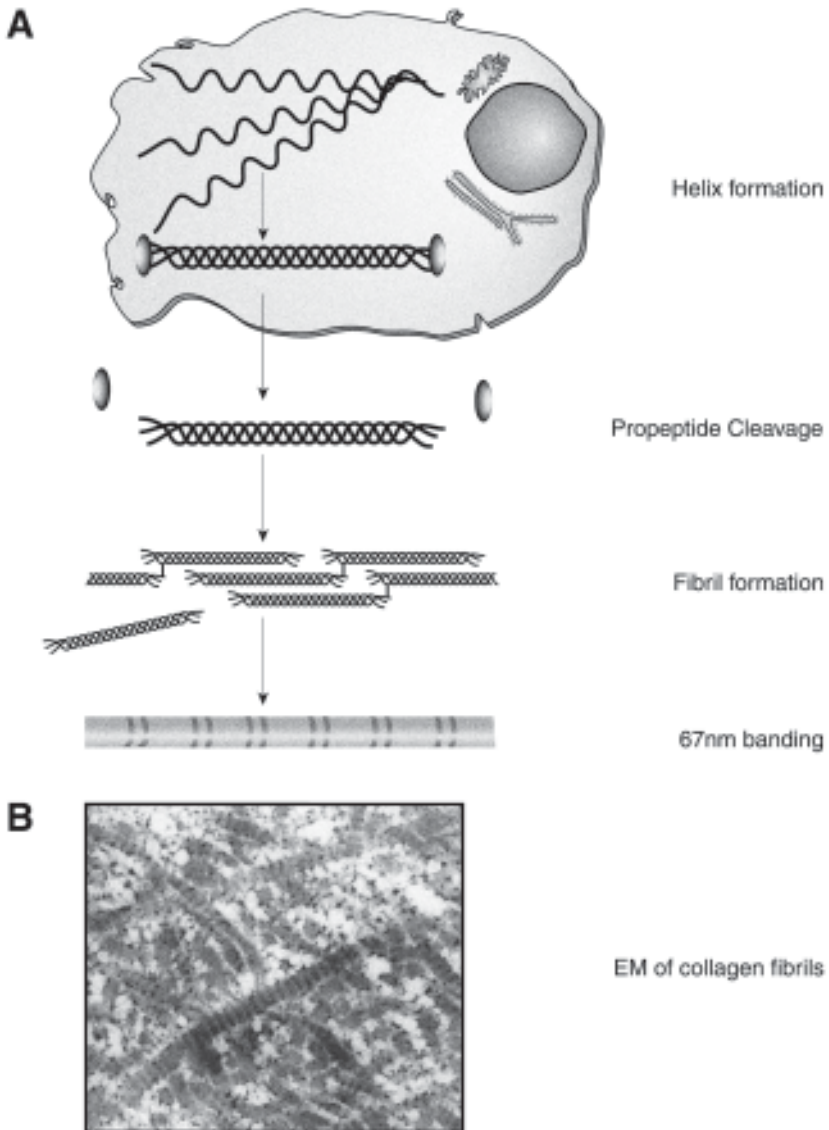 A
Helix formation
Propeptide Cleavage
Fibril formation
67nm banding
B
EM of collagen fibrils